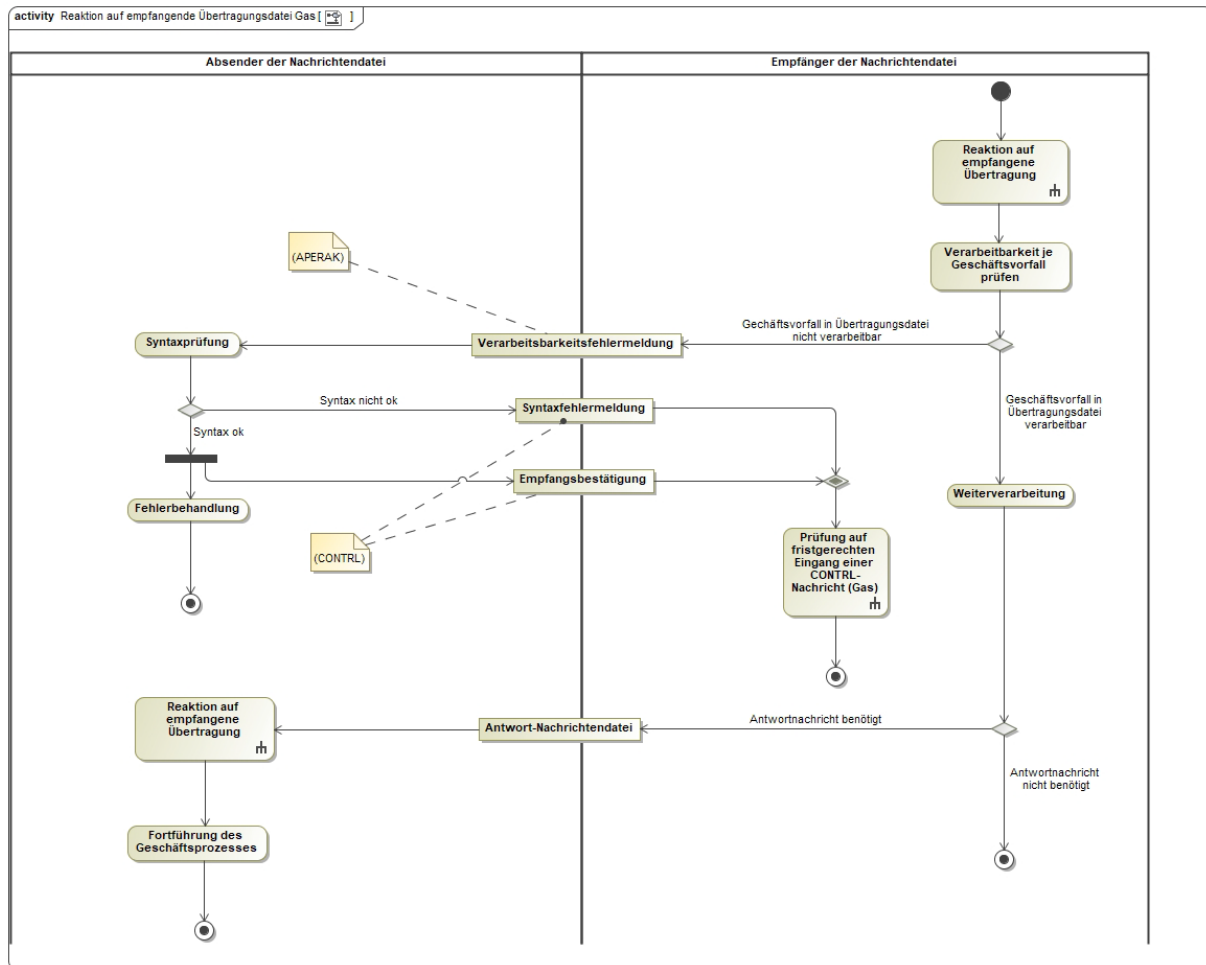 activity Reaktion auf empfangende Übertragungsdatei Gas [ ]
Absender der Nachrichtendatei
Empfänger der Nachrichtendatei
Reaktion auf
empfangene
Übertragung
Verarbeitbarkeit je
Geschäftsvorfall
prüfen
(APERAK)
Gechäftsvorfall in Übertragungsdatei
nicht verarbeitbar
Syntaxprüfung
Verarbeitsbarkeitsfehlermeldung
Syntax nicht ok
Syntaxfehlermeldung
Geschäftsvorfall in
Übertragungsdatei
verarbeitbar
Syntax ok
Empfangsbestätigung
Weiterverarbeitung
Fehlerbehandlung
(CONTRL)
Prüfung auf
fristgerechten
Eingang einer
CONTRL-
Nachricht (Gas)
Reaktion auf
empfangene
Übertragung
Antwort-Nachrichtendatei
Antwortnachricht benötigt
Antwortnachricht
nicht benötigt
Fortführung des
Geschäftsprozesses